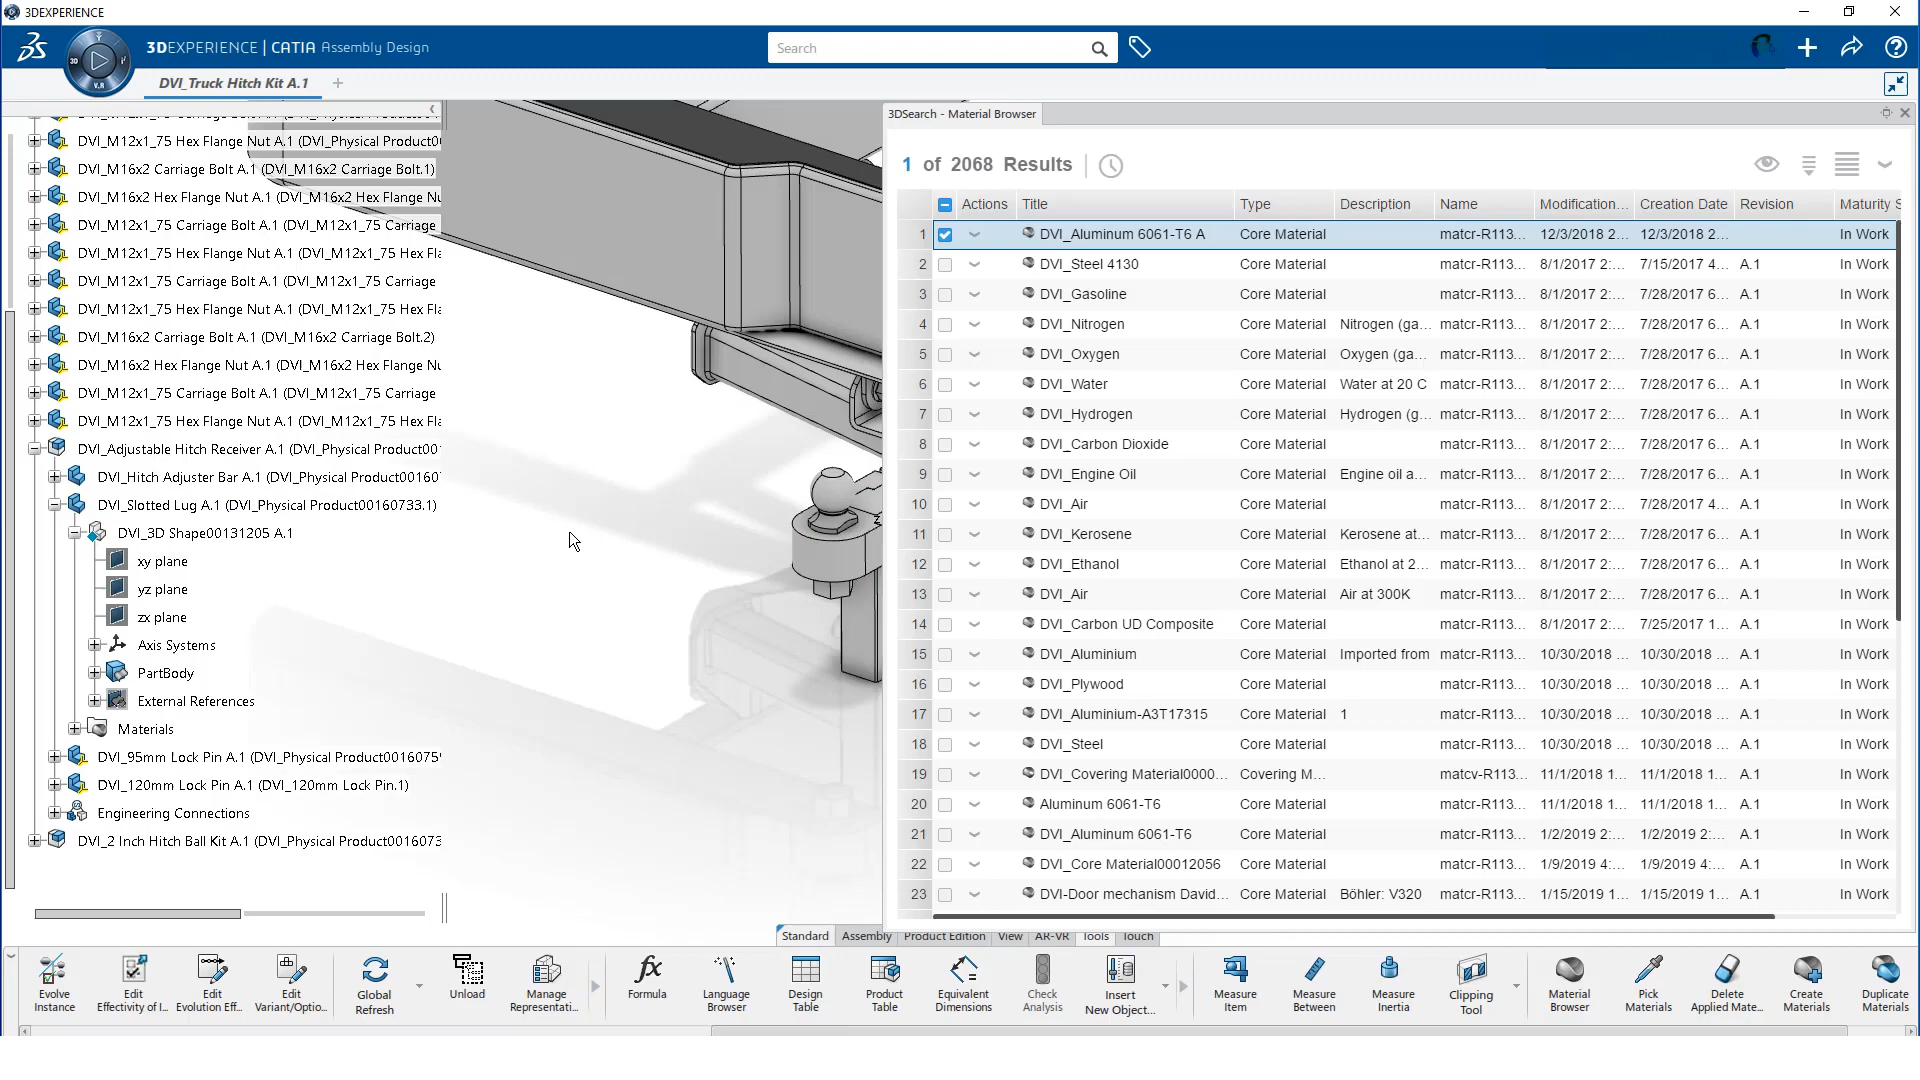 3DEXPERIENCE
3DEXPERIENCE | CATIA Assembly Design
Search
3D
V.R
DVI_Truck Hitch Kit A.1
DVI_M12x1_75 Hex Flange Nut A.1 (DVI_Physical Product0
DVI_M16x2 Carriage Bolt A.1 (DVI_M16x2 Carriage Bolt.1)
DVI_M16x2 Hex Flange Nut A.1 (DVI_M16x2 Hex Flange Nu
DVI_M12x1_75 Carriage Bolt A.1 (DVI_M12x1_75 Carriage
DVI_M12x1_75 Hex Flange Nut A.1 (DVI_M12x1_75 Hex Fla
DVI_M12x1_75 Carriage Bolt A.1 (DVI_M12x1_75 Carriage
DVI_M12x1_75 Hex Flange Nut A.1 (DVI_M12x1_75 Hex Fla
DVI_M16x2 Carriage Bolt A.1 (DVI_M16x2 Carriage Bolt.2)
DVI_M16x2 Hex Flange Nut A.1 (DVI_M16x2 Hex Flange Nu
DVI_M12x1_75 Carriage Bolt A.1 (DVI_M12x1_75 Carriage
DVI_M12x1_75 Hex Flange Nut A.1 (DVI_M12x1_75 Hex Fla
DVI_Adjustable Hitch Receiver A.1 (DVI_Physical Product00
DVI_Hitch Adjuster Bar A.1 (DVI_Physical Product00160
DVI_Slotted Lug A.1 (DVI_Physical Product00160733.1)
DVI_3D Shape00131205 A.1
xy plane
yz plane
zx plane
Axis Systems
PartBody
External References
Materials
DVI_95mm Lock Pin A.1 (DVI_Physical Product0016075
DVI_120mm Lock Pin A.1 (DVI_120mm Lock Pin.1)
Engineering Connections
DVI_2 Inch Hitch Ball Kit A.1 (DVI_Physical Product0016073
3DSearch - Material Browser
1 of 2068 Results
Actions Title Type Description Name Modification... Creation Date Revision Maturity S
1 DVI_Aluminum 6061-T6 A Core Material matcr-R113... 12/3/2018 2... 12/3/2018 2... In Work
2 DVI_Steel 4130 Core Material matcr-R113... 8/1/2017 2:... 7/15/2017 4... A.1 In Work
3 DVI_Gasoline Core Material matcr-R113... 8/1/2017 2:... 7/28/2017 6... A.1 In Work
4 DVI_Nitrogen Core Material Nitrogen (ga... matcr-R113... 8/1/2017 2:... 7/28/2017 6... A.1 In Work
5 DVI_Oxygen Core Material Oxygen (ga... matcr-R113... 8/1/2017 2:... 7/28/2017 6... A.1 In Work
6 DVI_Water Core Material Water at 20 C matcr-R113... 8/1/2017 2:... 7/28/2017 6... A.1 In Work
7 DVI_Hydrogen Core Material Hydrogen (g... matcr-R113... 8/1/2017 2:... 7/28/2017 6... A.1 In Work
8 DVI_Carbon Dioxide Core Material matcr-R113... 8/1/2017 2:... 7/28/2017 6... A.1 In Work
9 DVI_Engine Oil Core Material Engine oil a... matcr-R113... 8/1/2017 2:... 7/28/2017 6... A.1 In Work
10 DVI_Air Core Material matcr-R113... 8/1/2017 2:... 7/28/2017 4... A.1 In Work
11 DVI_Kerosene Core Material Kerosene at... matcr-R113... 8/1/2017 2:... 7/28/2017 6... A.1 In Work
12 DVI_Ethanol Core Material Ethanol at 2... matcr-R113... 8/1/2017 2:... 7/28/2017 6... A.1 In Work
13 DVI_Air Core Material Air at 300K matcr-R113... 8/1/2017 2:... 7/28/2017 6... A.1 In Work
14 DVI_Carbon UD Composite Core Material matcr-R113... 8/1/2017 2:... 7/25/2017 1... A.1 In Work
15 DVI_Aluminium Core Material Imported from matcr-R113... 10/30/2018 ... 10/30/2018 ... A.1 In Work
16 DVI_Plywood Core Material matcr-R113... 10/30/2018 ... 10/30/2018 ... A.1 In Work
17 DVI_Aluminium-A3T17315 Core Material 1 matcr-R113... 10/30/2018 ... 10/30/2018 ... A.1 In Work
18 DVI_Steel Core Material matcr-R113... 10/30/2018 ... 10/30/2018 ... A.1 In Work
19 DVI_Covering Material0000... Covering M... matcv-R113... 11/1/2018 1... 11/1/2018 1... A.1 In Work
20 Aluminum 6061-T6 Core Material matcr-R113... 11/1/2018 1... 11/1/2018 1... A.1 In Work
21 DVI_Aluminum 6061-T6 Core Material matcr-R113... 1/2/2019 2:... 1/2/2019 2:... A.1 In Work
22 DVI_Core Material00012056 Core Material matcr-R113... 1/9/2019 4:... 1/9/2019 4:... A.1 In Work
23 DVI-Door mechanism David... Core Material Böhler: V320 matcr-R113... 1/15/2019 1... 1/15/2019 1... A.1 In Work
Standard Assembly Product Edition View AR-VR Tools Touch
Evolve Instance
Edit Effectivity of I...
Edit Evolution Eff...
Edit Variant/Optio...
Global Refresh
Unload
Manage Representati...
Formula
Language Browser
Design Table
Product Table
Equivalent Dimensions
Check Analysis
Insert New Object...
Measure Item
Measure Between
Measure Inertia
Clipping Tool
Material Browser
Pick Materials
Delete Applied Mate...
Create Materials
Duplicate Materials